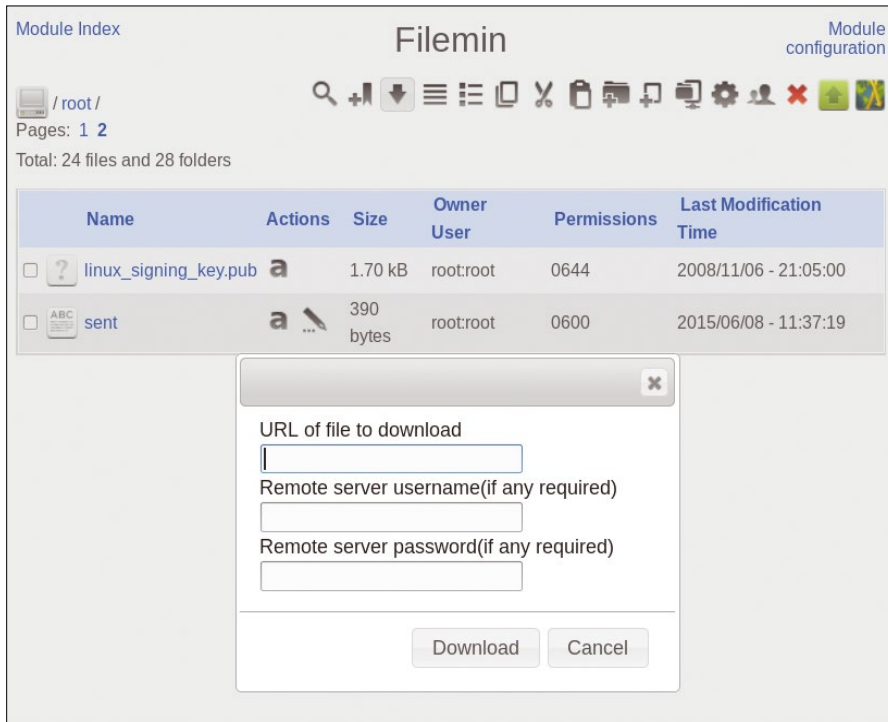 Module Index
Filemin
Module
configuration
/ root /
Pages: 1 2
Total: 24 files and 28 folders
Name Actions Size Owner User Permissions Last Modification Time
linux_signing_key.pub a 1.70 kB root:root 0644 2008/11/06 - 21:05:00
ABC sent a 390 bytes root:root 0600 2015/06/08 - 11:37:19
URL of file to download
Remote server username(if any required)
Remote server password(if any required)
Download Cancel